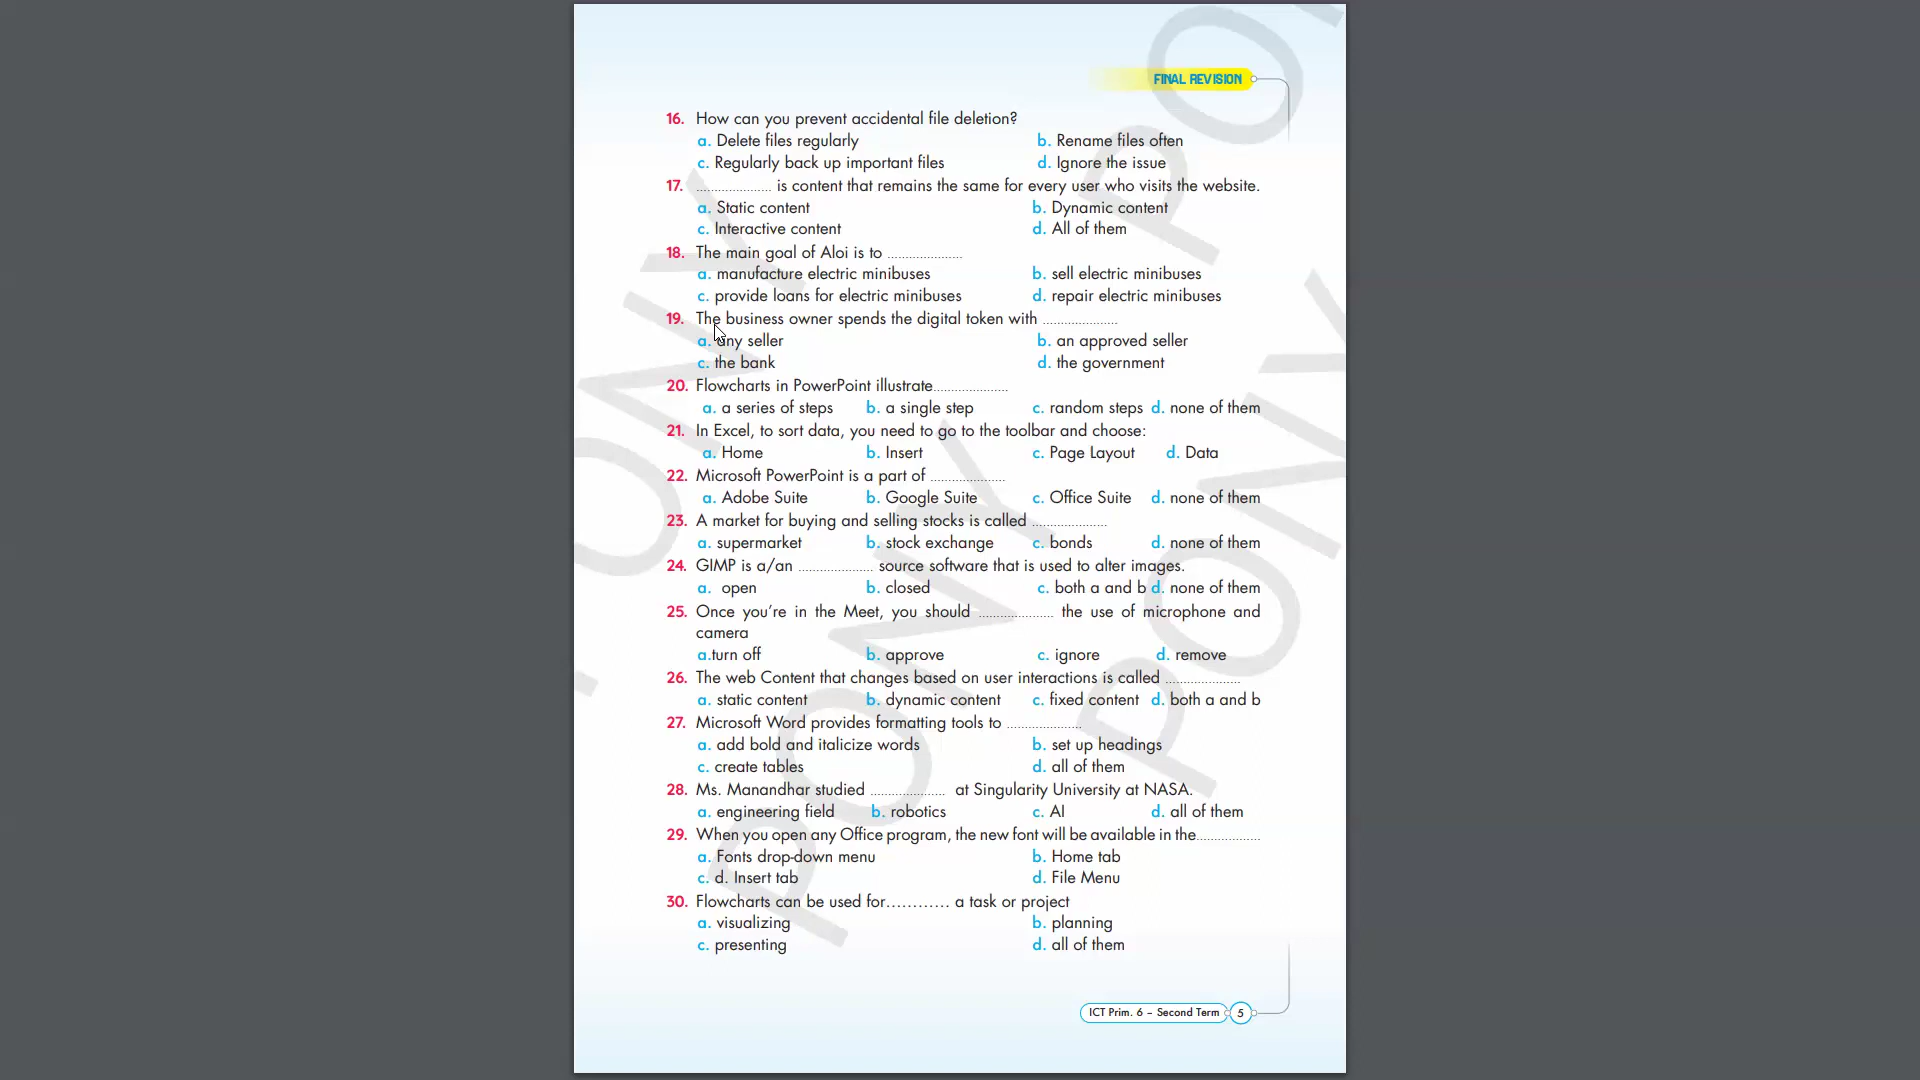 FINAL REVISION
16. How can you prevent accidental file deletion?
a. Delete files regularly b. Rename files often
c. Regularly back up important files d. Ignore the issue
17. ..................... is content that remains the same for every user who visits the website.
a. Static content b. Dynamic content
c. Interactive content d. All of them
18. The main goal of Aloi is to .....................
a. manufacture electric minibuses b. sell electric minibuses
c. provide loans for electric minibuses d. repair electric minibuses
19. The business owner spends the digital token with .....................
a. any seller b. an approved seller
c. the bank d. the government
20. Flowcharts in PowerPoint illustrate.....................
a. a series of steps b. a single step c. random steps d. none of them
21. In Excel, to sort data, you need to go to the toolbar and choose:
a. Home b. Insert c. Page Layout d. Data
22. Microsoft PowerPoint is a part of .....................
a. Adobe Suite b. Google Suite c. Office Suite d. none of them
23. A market for buying and selling stocks is called .....................
a. supermarket b. stock exchange c. bonds d. none of them
24. GIMP is a/an ..................... source software that is used to alter images.
a. open b. closed c. both a and b d. none of them
25. Once you're in the Meet, you should ..................... the use of microphone and
camera
a.turn off b. approve c. ignore d. remove
26. The web Content that changes based on user interactions is called .....................
a. static content b. dynamic content c. fixed content d. both a and b
27. Microsoft Word provides formatting tools to .....................
a. add bold and italicize words b. set up headings
c. create tables d. all of them
28. Ms. Manandhar studied ..................... at Singularity University at NASA.
a. engineering field b. robotics c. AI d. all of them
29. When you open any Office program, the new font will be available in the..................
a. Fonts drop-down menu b. Home tab
c. d. Insert tab d. File Menu
30. Flowcharts can be used for............ a task or project
a. visualizing b. planning
c. presenting d. all of them
ICT Prim. 6 – Second Term 5
PONY
PONY
PONY
PONY